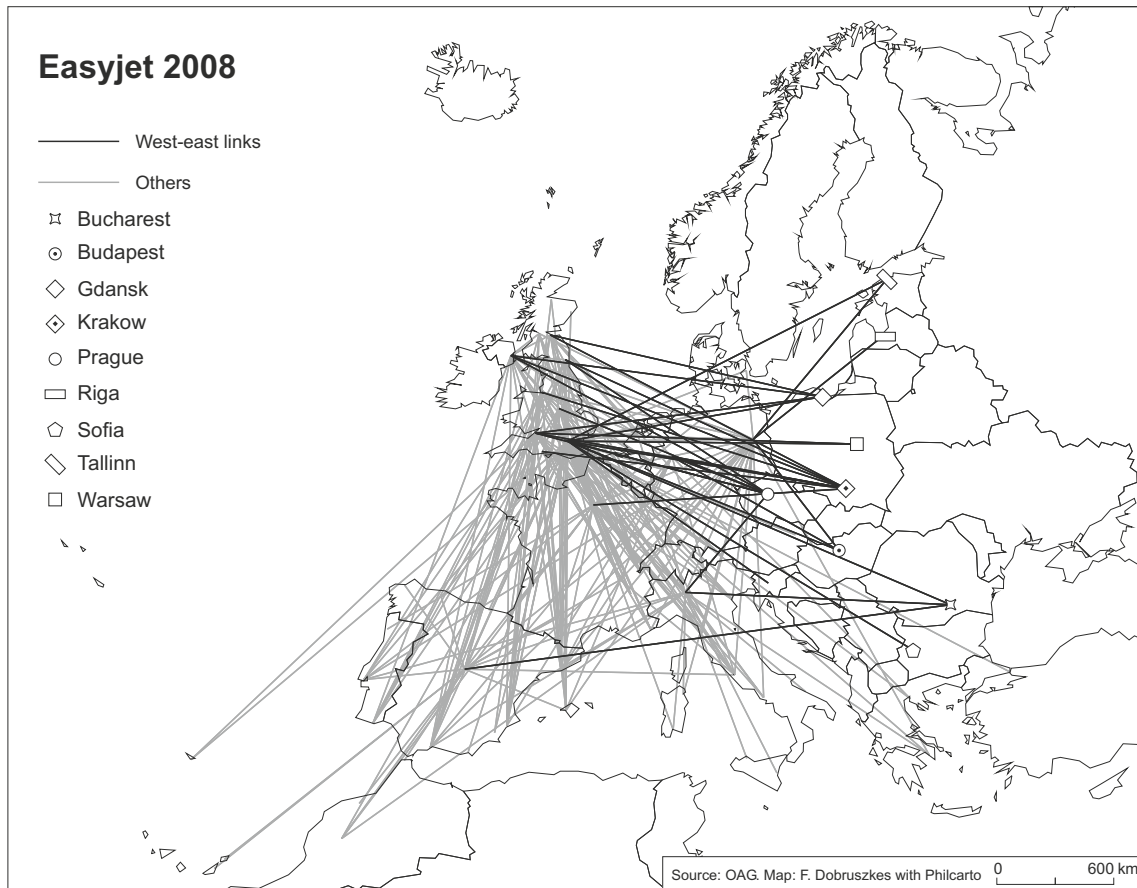 Easyjet 2008
West-east links
Others
Bucharest
Budapest
Gdansk
Krakow
Prague
Riga
Sofia
Tallinn
Warsaw
Source: OAG. Map: F. Dobruszkes with Philcarto
0 600 km